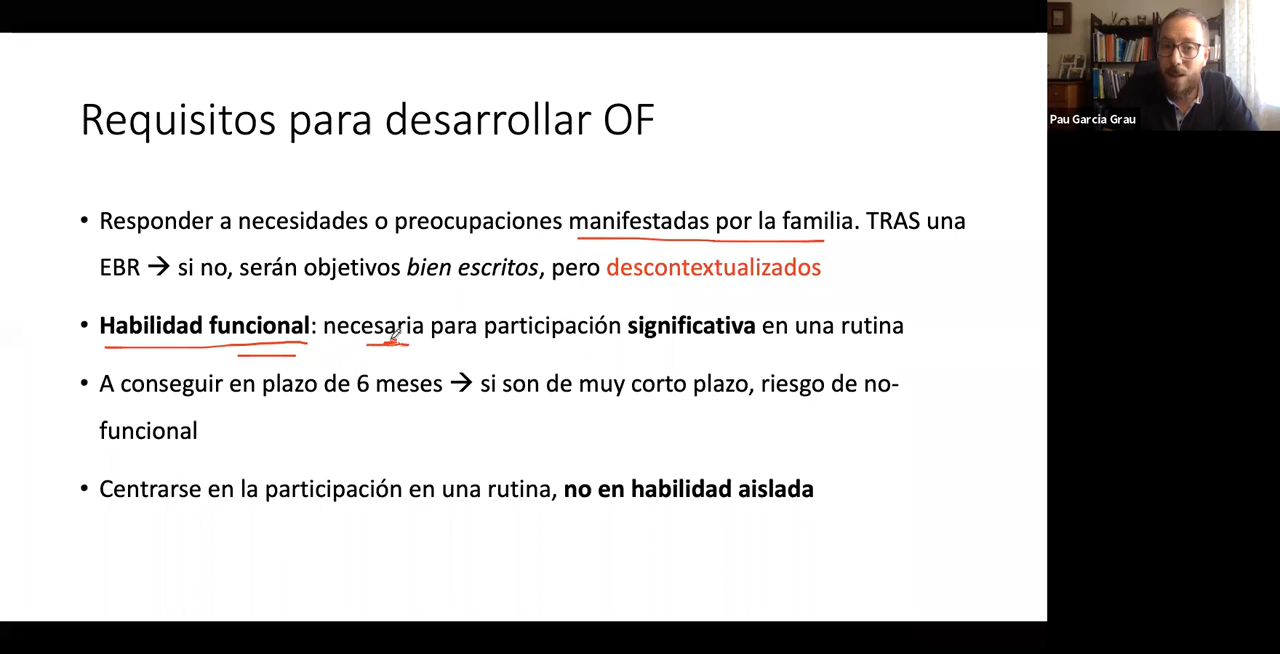 Requisitos para desarrollar OF
• Responder a necesidades o preocupaciones manifestadas por la familia. TRAS una
EBR → si no, serán objetivos bien escritos, pero descontextualizados
• Habilidad funcional: necesaria para participación significativa en una rutina
• A conseguir en plazo de 6 meses → si son de muy corto plazo, riesgo de no-
funcional
• Centrarse en la participación en una rutina, no en habilidad aislada
Pau García Grau